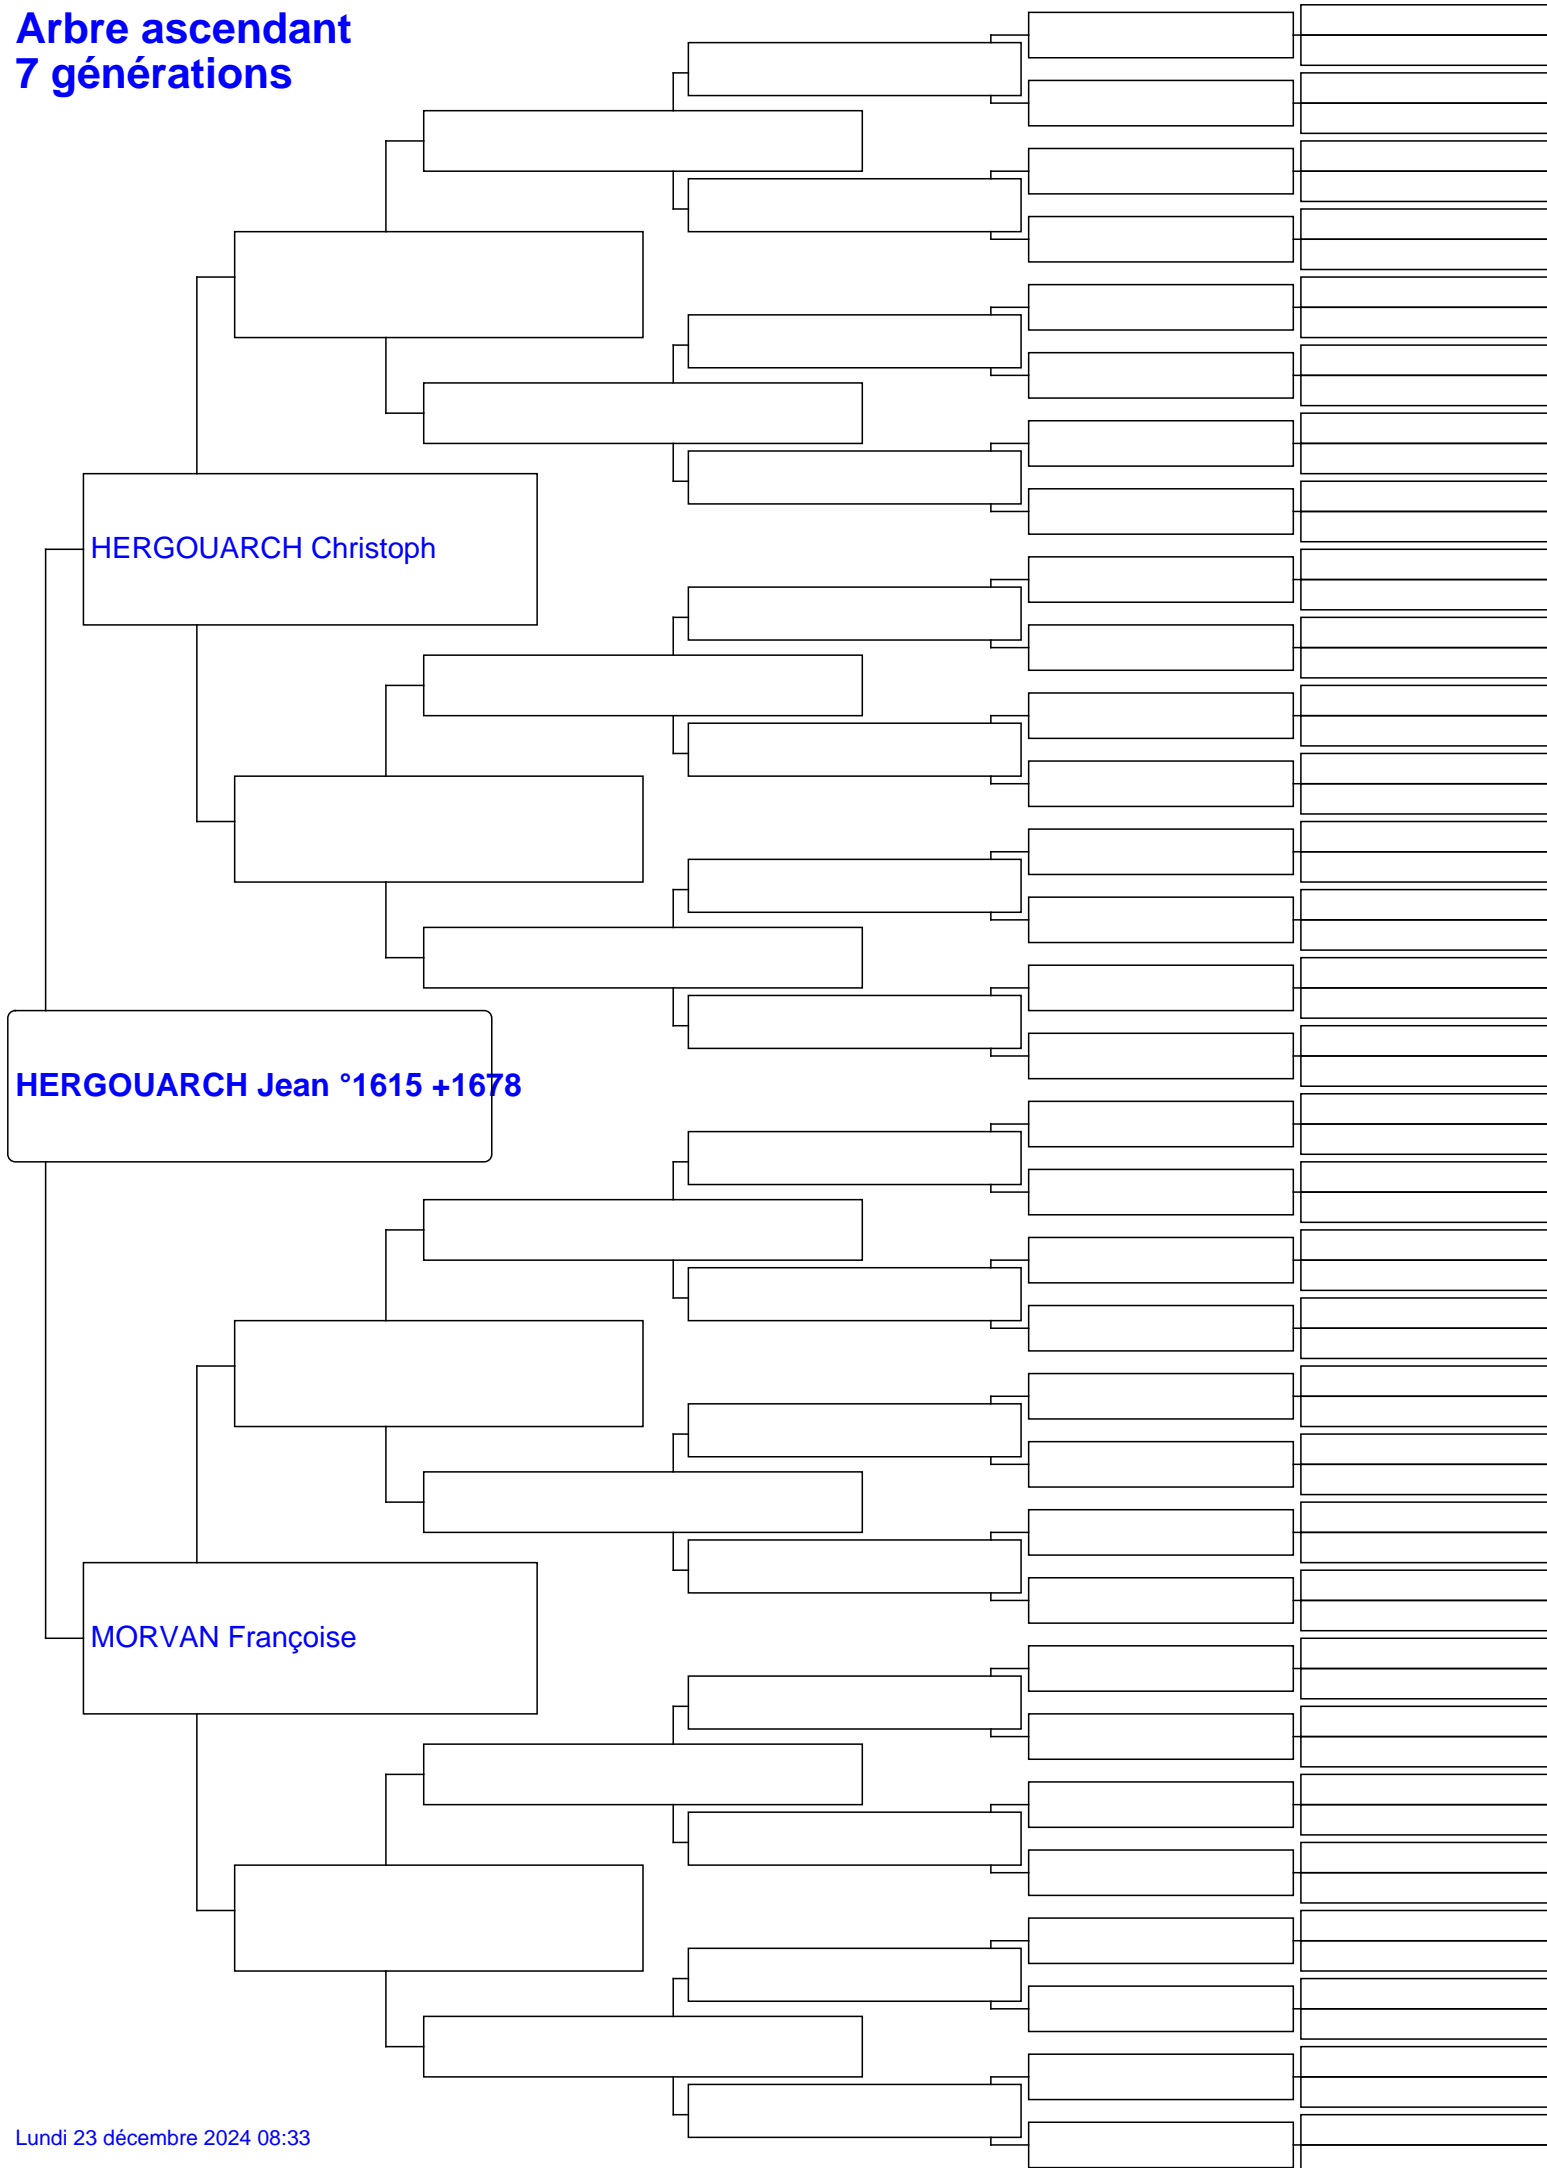 Arbre ascendant
7 générations
HERGOUARCH Christoph
HERGOUARCH Jean °1615 +1678
MORVAN Françoise
Lundi 23 décembre 2024 08:33